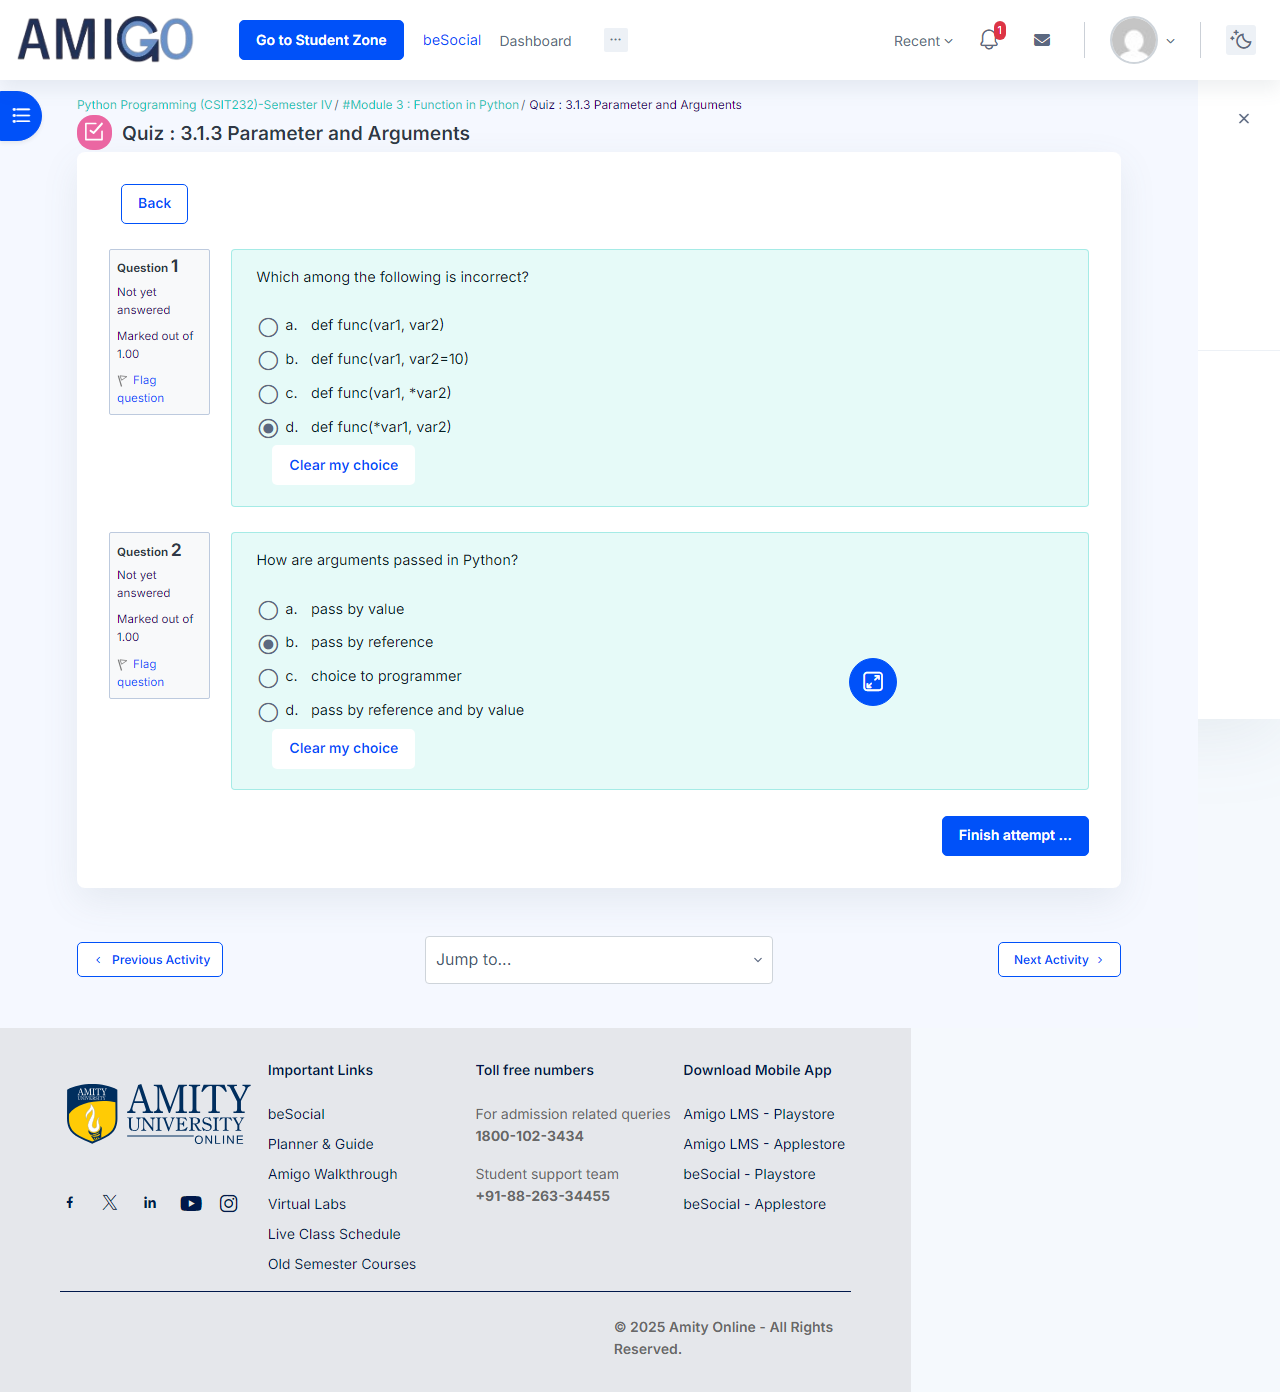 AMIGO
Go to Student Zone
beSocial
Dashboard
Recent
1
Python Programming (CSIT232)-Semester IV / #Module 3 : Function in Python / Quiz : 3.1.3 Parameter and Arguments
Quiz : 3.1.3 Parameter and Arguments
Back
Question 1
Not yet
answered
Marked out of
1.00
Flag
question
Which among the following is incorrect?
a. def func(var1, var2)
b. def func(var1, var2=10)
c. def func(var1, *var2)
d. def func(*var1, var2)
Clear my choice
Question 2
Not yet
answered
Marked out of
1.00
Flag
question
How are arguments passed in Python?
a. pass by value
b. pass by reference
c. choice to programmer
d. pass by reference and by value
Clear my choice
Finish attempt ...
Previous Activity
Jump to...
Next Activity
AMITY
UNIVERSITY
AMITY
UNIVERSITY
ONLINE
Important Links
beSocial
Planner & Guide
Amigo Walkthrough
Virtual Labs
Live Class Schedule
Old Semester Courses
Toll free numbers
For admission related queries
1800-102-3434
Student support team
+91-88-263-34455
Download Mobile App
Amigo LMS - Playstore
Amigo LMS - Applestore
beSocial - Playstore
beSocial - Applestore
© 2025 Amity Online - All Rights
Reserved.